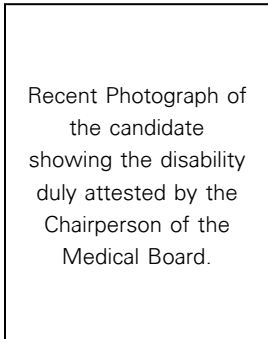 Recent Photograph of
the candidate
showing the disability
duly attested by the
Chairperson of the
Medical Board.